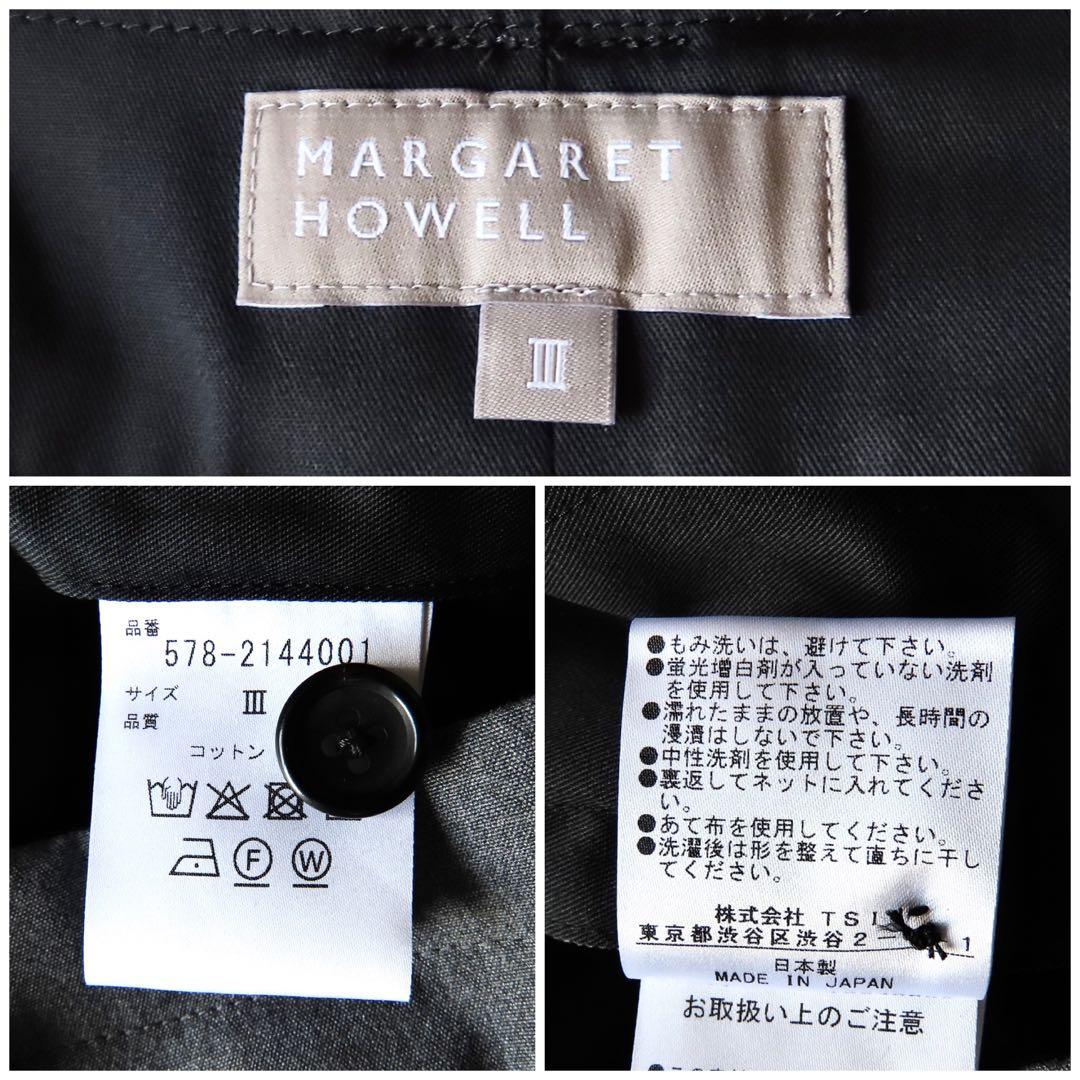 MARGARET
HOWELL
III
品番
578-2144001
サイズ III
品質
コットン
F W
●もみ洗いは、避けて下さい。
●蛍光増白剤が入っていない洗剤
を使用して下さい。
●濡れたままの放置や、長時間の
浸漬はしないで下さい。
●中性洗剤を使用して下さい。
●裏返してネットに入れてくださ
い。
●あて布を使用してください。
●洗濯後は形を整えて直ちに干し
てください。
株式会社 TSI
東京都渋谷区渋谷2-
1
日本製
MADE IN JAPAN
お取扱い上のご注意